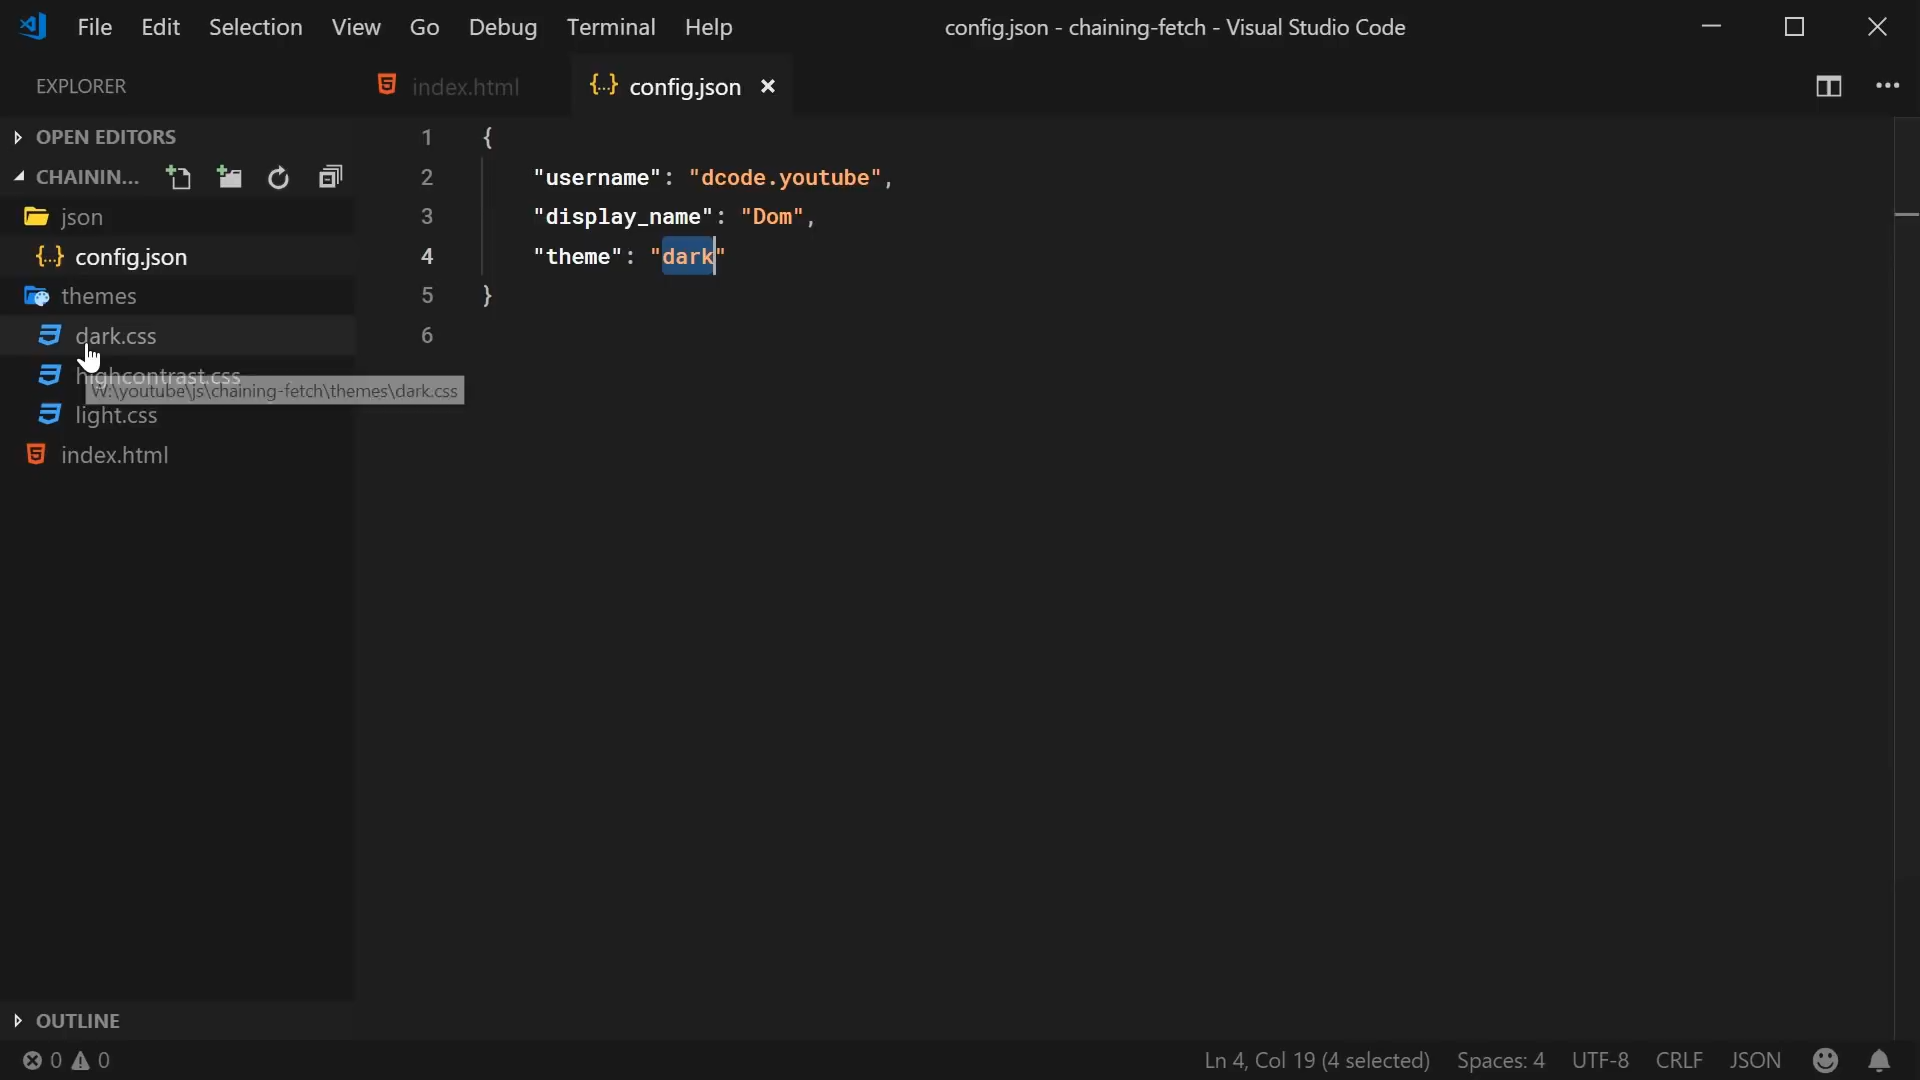 File Edit Selection View Go Debug Terminal Help config.json - chaining-fetch - Visual Studio Code
EXPLORER
index.html
{..} config.json
OPEN EDITORS
CHAININ...
json
{..} config.json
themes
dark.css
highcontrast.css
W:\youtube\js\chaining-fetch\themes\dark.css
light.css
index.html
1 {
2 "username": "dcode.youtube",
3 "display_name": "Dom",
4 "theme": "dark"
5 }
6
OUTLINE
0 0 Ln 4, Col 19 (4 selected) Spaces: 4 UTF-8 CRLF JSON